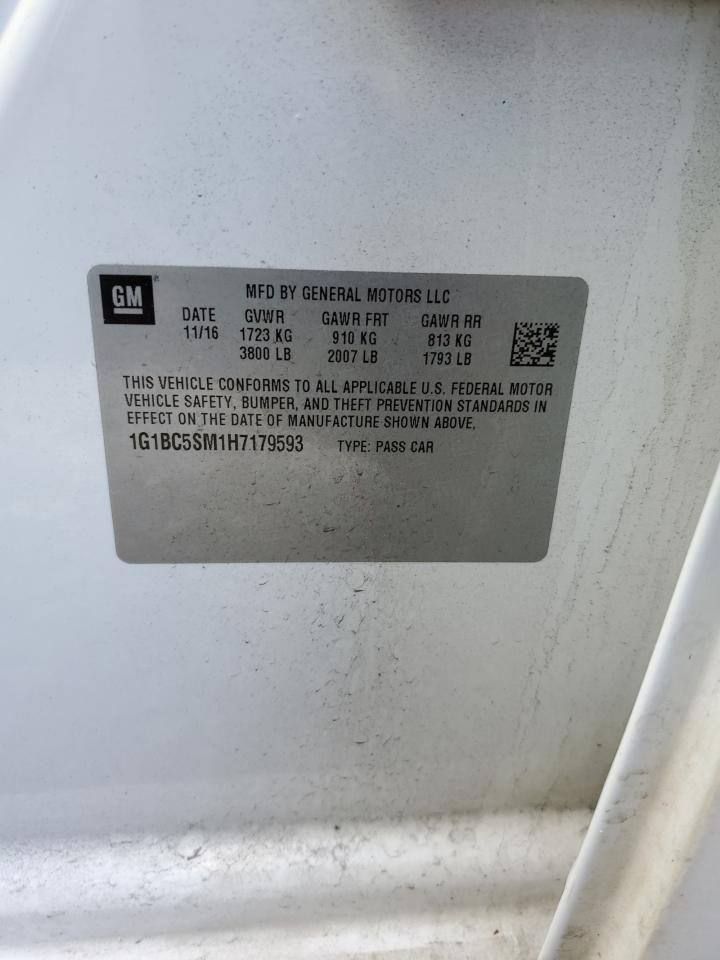 GM
MFD BY GENERAL MOTORS LLC
DATE GVWR GAWR FRT GAWR RR
11/16 1723 KG 910 KG 813 KG
3800 LB 2007 LB 1793 LB
THIS VEHICLE CONFORMS TO ALL APPLICABLE U.S. FEDERAL MOTOR
VEHICLE SAFETY, BUMPER, AND THEFT PREVENTION STANDARDS IN
EFFECT ON THE DATE OF MANUFACTURE SHOWN ABOVE.
1G1BC5SM1H7179593 TYPE: PASS CAR